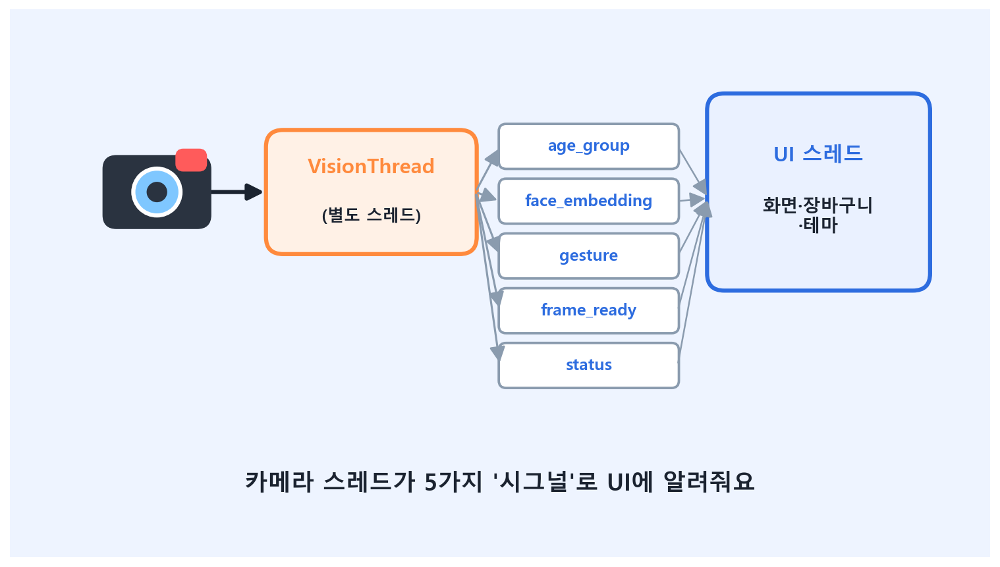 VisionThread
(별도 스레드)
age_group
face_embedding
gesture
frame_ready
status
UI 스레드
화면·장바구니
·테마
카메라 스레드가 5가지 '시그널'로 UI에 알려줘요